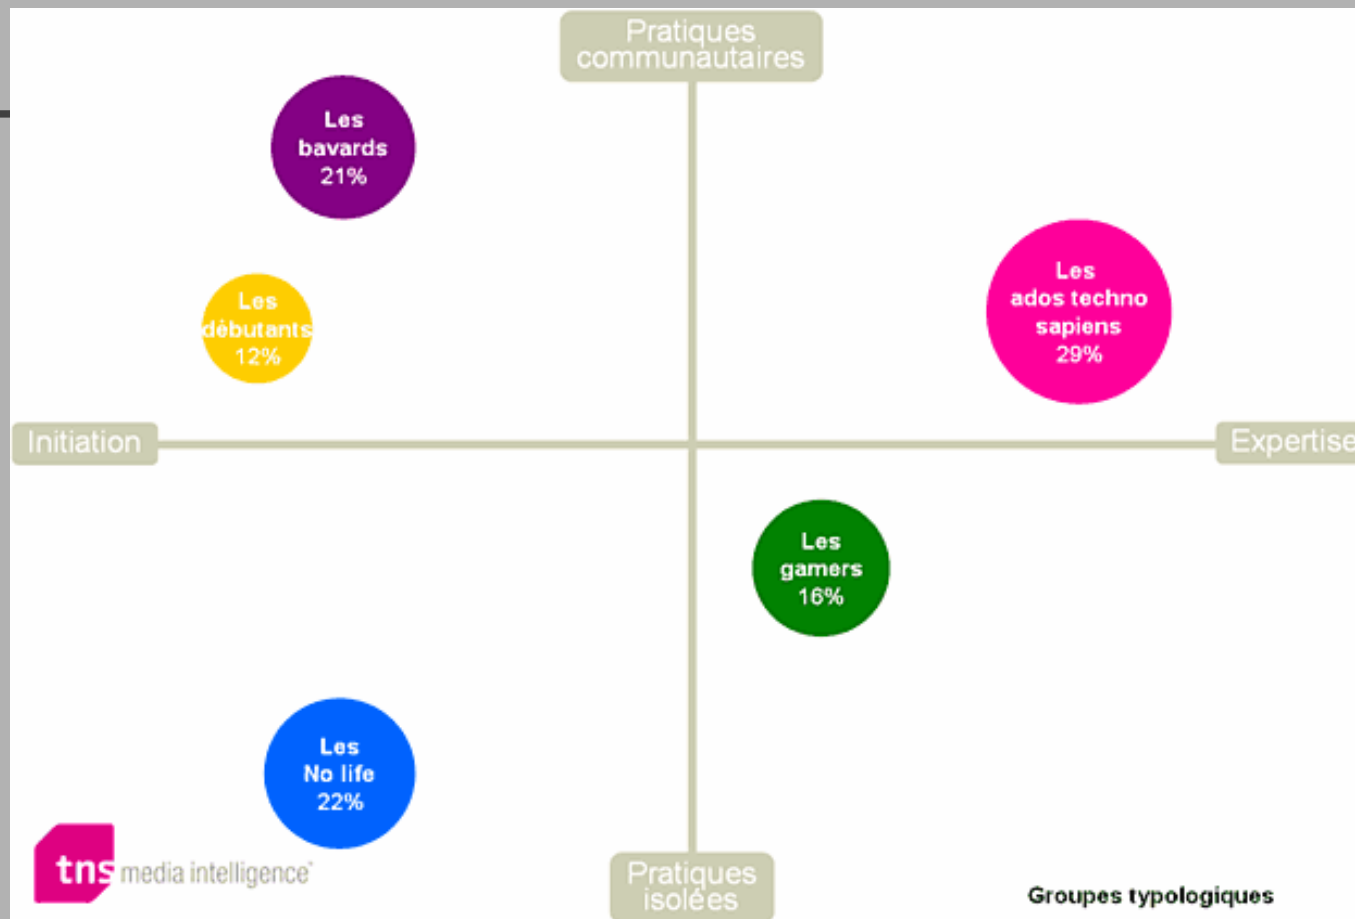 Pratiques
communautaires
Les
bavards
21%
Les
ados techno
sapiens
29%
Les
débutants
12%
Initiation
Expertise
Les
gamers
16%
Les
No life
22%
tns media intelligence
Pratiques
isolées
Groupes typologiques